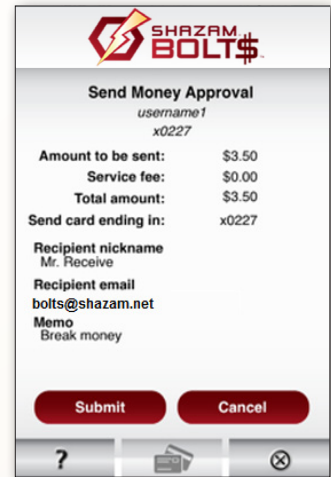 SHAZAM
BOLT$
Send Money Approval
username1
x0227
Amount to be sent: $3.50
Service fee: $0.00
Total amount: $3.50
Send card ending in: x0227
Recipient nickname
Mr. Receive
Recipient email
bolts@shazam.net
Memo
Break money
Submit Cancel
?